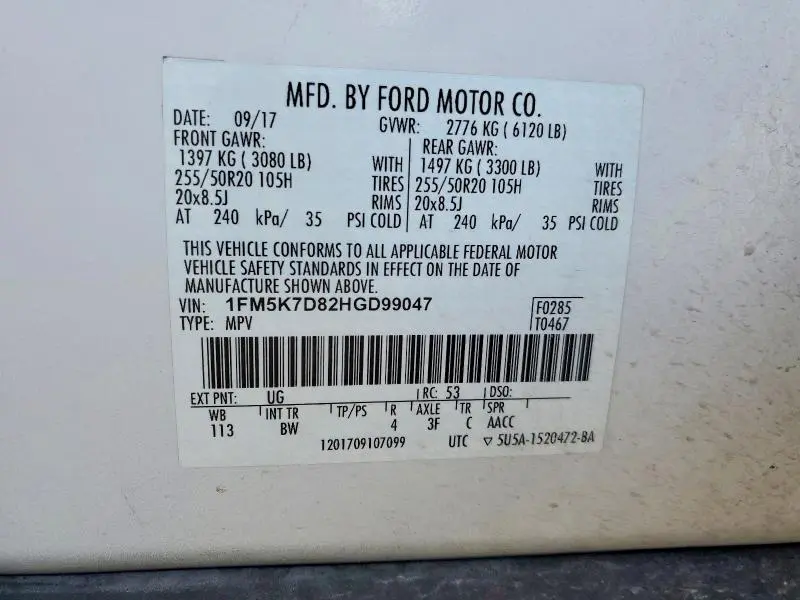 MFD. BY FORD MOTOR CO.
DATE: 09/17 GVWR: 2776 KG ( 6120 LB)
FRONT GAWR: REAR GAWR:
1397 KG ( 3080 LB) WITH 1497 KG ( 3300 LB) WITH
255/50R20 105H TIRES 255/50R20 105H TIRES
20x8.5J RIMS 20x8.5J RIMS
AT 240 kPa/ 35 PSI COLD AT 240 kPa/ 35 PSI COLD
THIS VEHICLE CONFORMS TO ALL APPLICABLE FEDERAL MOTOR
VEHICLE SAFETY STANDARDS IN EFFECT ON THE DATE OF
MANUFACTURE SHOWN ABOVE.
VIN: 1FM5K7D82HGD99047 F0285
TYPE: MPV T0467
EXT PNT: UG RC: 53 DSO:
WB INT TR TP/PS R AXLE TR SPR
113 BW 4 3F C AACC
1201709107099 UTC ▽ 5U5A-1520472-BA